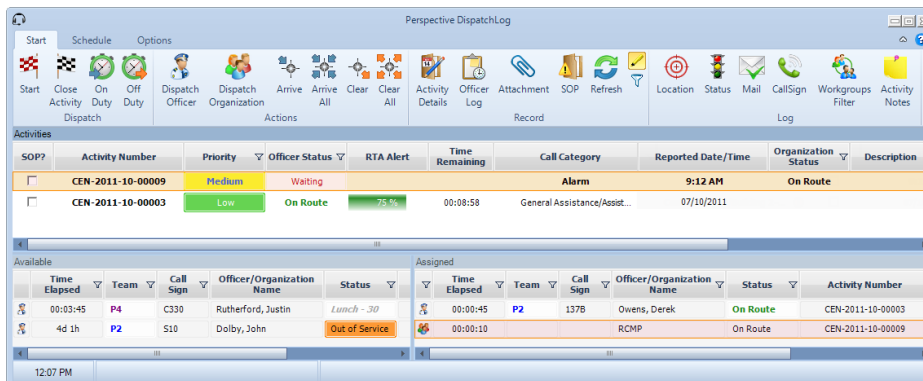 Perspective DispatchLog
Start Schedule Options
Start Close Activity On Duty Off Duty Dispatch Officer Dispatch Organization Arrive Arrive All Clear Clear All Activity Details Officer Log Attachment SOP Refresh Location Status Mail CallSign Workgroups Filter Activity Notes
Dispatch Actions Record Log
Activities
SOP? Activity Number Priority Officer Status RTA Alert Time Remaining Call Category Reported Date/Time Organization Status Description
CEN-2011-10-00009 Medium Waiting Alarm 9:12 AM On Route
CEN-2011-10-00003 Low On Route 75 % 00:08:58 General Assistance/Assist... 07/10/2011
Available
Time Elapsed Team Call Sign Officer/Organization Name Status
00:03:45 P4 C330 Rutherford, Justin Lunch - 30
4d 1h P2 S10 Dolby, John Out of Service
Assigned
Time Elapsed Team Call Sign Officer/Organization Name Status Activity Number
00:00:45 P2 137B Owens, Derek On Route CEN-2011-10-00003
00:00:10 RCMP On Route CEN-2011-10-00009
12:07 PM